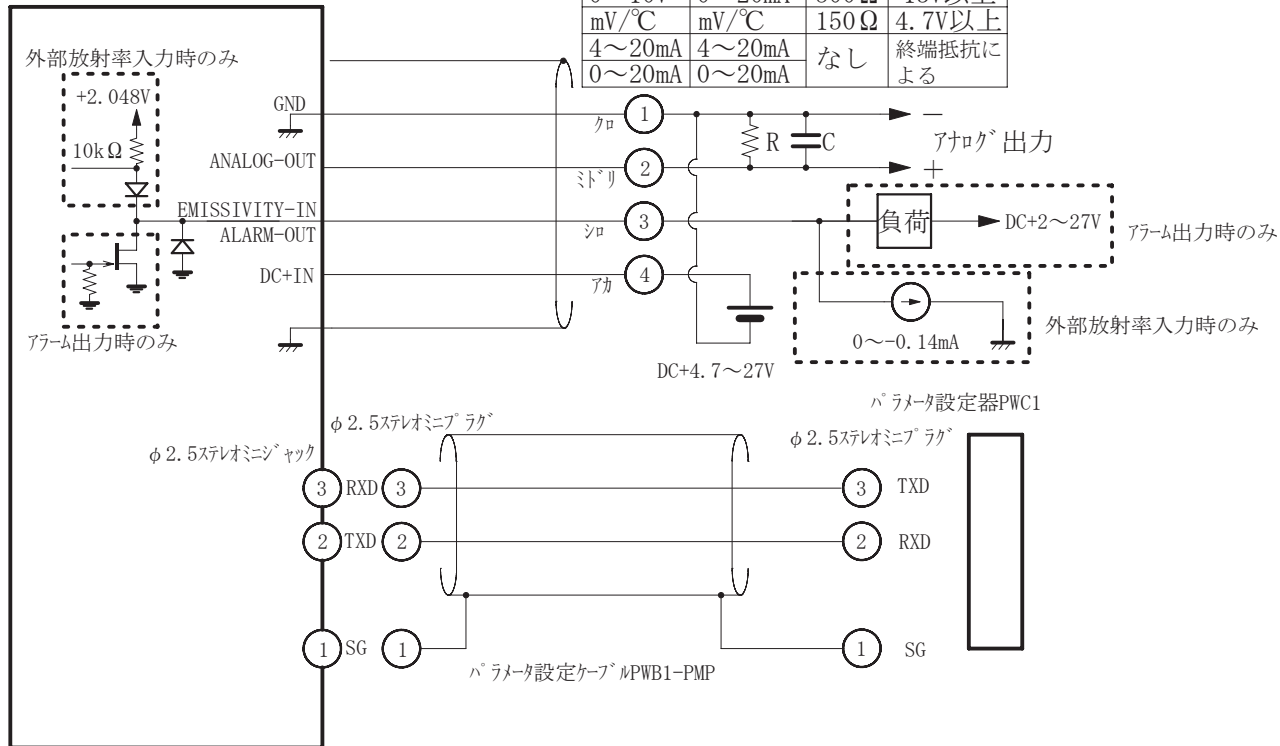 mV/℃ mV/℃ 150Ω 4.7V以上
4～20mA 4～20mA なし 終端抵抗に
0～20mA 0～20mA よる
外部放射率入力時のみ
+2.048V
10kΩ
GND
ANALOG-OUT
EMISSIVITY-IN
ALARM-OUT
DC+IN
アラーム出力時のみ
クロ 1
ミドリ 2
シロ 3
アカ 4
R C
－
アナログ出力
＋
負荷 DC+2～27V
アラーム出力時のみ
0～-0.14mA
外部放射率入力時のみ
DC+4.7～27V
パラメータ設定器PWC1
φ2.5ステレオミニプラグ
φ2.5ステレオミニプラグ
φ2.5ステレオミニジャック
3 RXD 3 3 TXD
2 TXD 2 2 RXD
1 SG 1 1 SG
パラメータ設定ケーブルPWB1-PMP